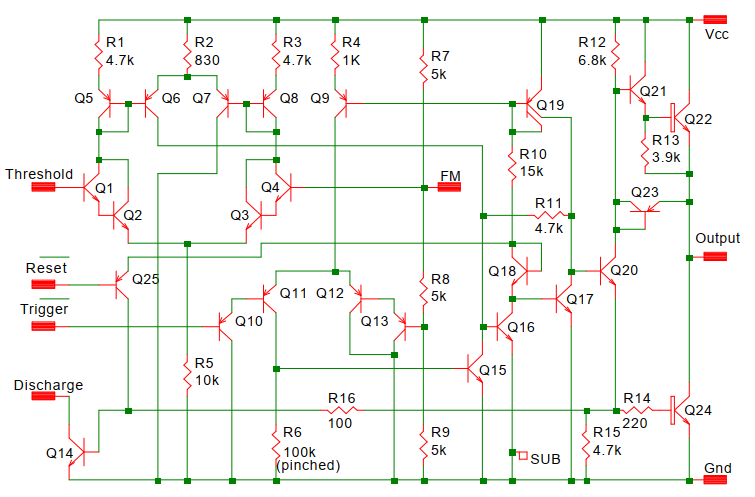 Vcc
R1
4.7k
R2
830
R3
4.7k
R4
1K
R7
5k
R12
6.8k
Q5
Q6
Q7
Q8
Q9
Q19
Q21
Q22
R10
15k
R13
3.9k
Threshold
Q1
Q2
Q3
Q4
FM
R11
4.7k
Q23
Output
Reset
Q25
Q11
Q12
R8
5k
Q18
Q20
Trigger
Q10
Q13
Q16
Q17
Discharge
R5
10k
Q15
R16
100
R14
220
Q24
Q14
R6
100k
(pinched)
R9
5k
SUB
R15
4.7k
Gnd